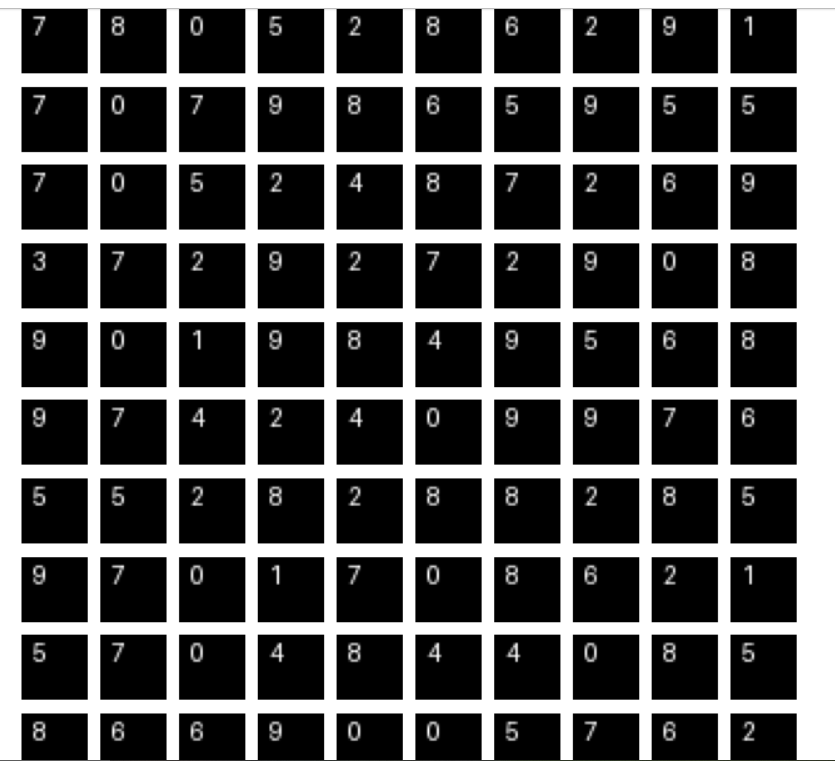 7 8 0 5 2 8 6 2 9 1
7 0 7 9 8 6 5 9 5 5
7 0 5 2 4 8 7 2 6 9
3 7 2 9 2 7 2 9 0 8
9 0 1 9 8 4 9 5 6 8
9 7 4 2 4 0 9 9 7 6
5 5 2 8 2 8 8 2 8 5
9 7 0 1 7 0 8 6 2 1
5 7 0 4 8 4 4 0 8 5
8 6 6 9 0 0 5 7 6 2